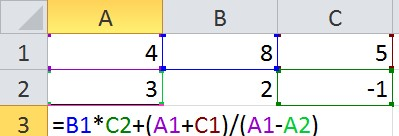 A B C
1 4 8 5
2 3 2 -1
3 =B1*C2+(A1+C1)/(A1-A2)